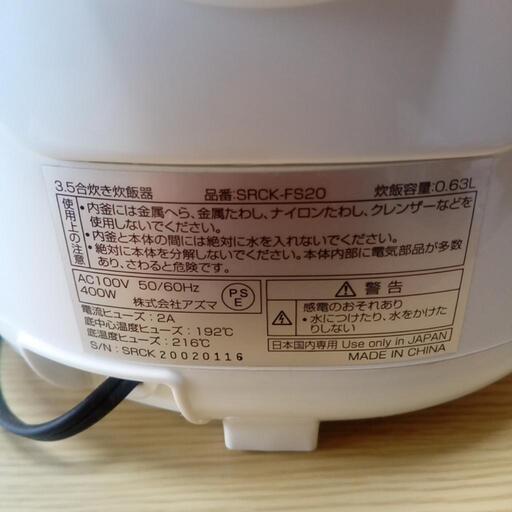 3.5合炊き炊飯器 品番:SRCK-FS20 炊飯容量:0.63L
使用上の注意
・内釜には金属へら、金属たわし、ナイロンたわし、クレンザーなどを
使用しないでください。
・内釜と本体の間には絶対に水を入れないでください。
・絶対に本体を分解しないでください。本体内部に電気部品が多数
あり、さわると危険です。
AC100V 50/60Hz
400W 株式会社アズマ
PS
E
電流ヒューズ:2A
底中心温度ヒューズ:192℃
底温度ヒューズ:216℃
S/N:SRCK20020116
警告
感電のおそれあり
・水につけたり、水をかけた
りしない
日本国内専用 Use only in JAPAN
MADE IN CHINA